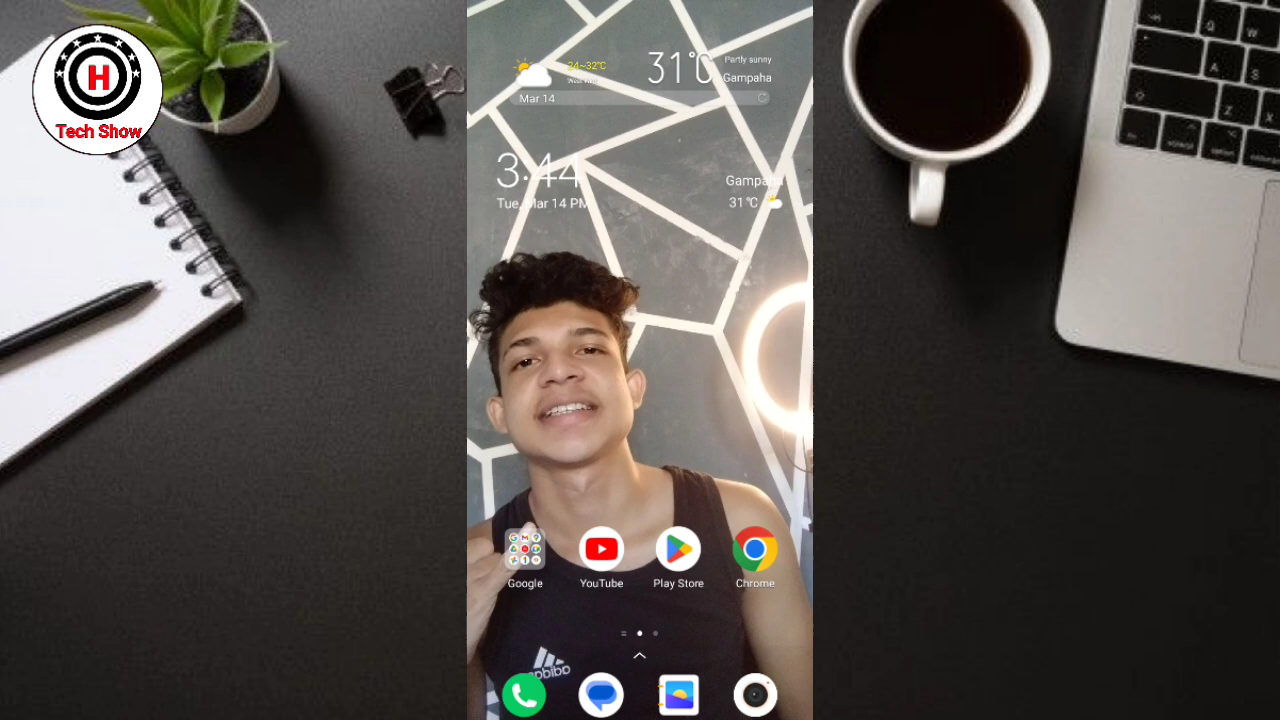 H
Tech Show
24~32°C
31°C
Partly sunny
Gampaha
Mar 14
3:44
Tue, Mar 14 PM
Gampaha
31°C
Google
YouTube
Play Store
Chrome
adidas